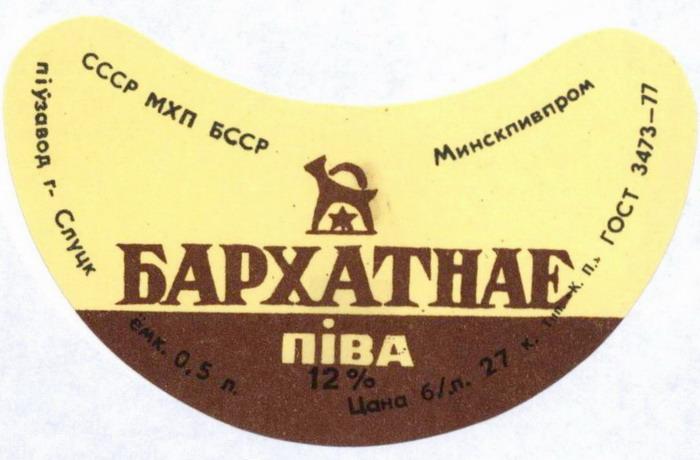 СССР МХП БССР
Минскпивпром
піўзавод г- Слуцк
ГОСТ 3473—77
БАРХАТНАЕ
ПІВА
12%
ёмк. 0,5 л.
Цана б/п. 27 к.